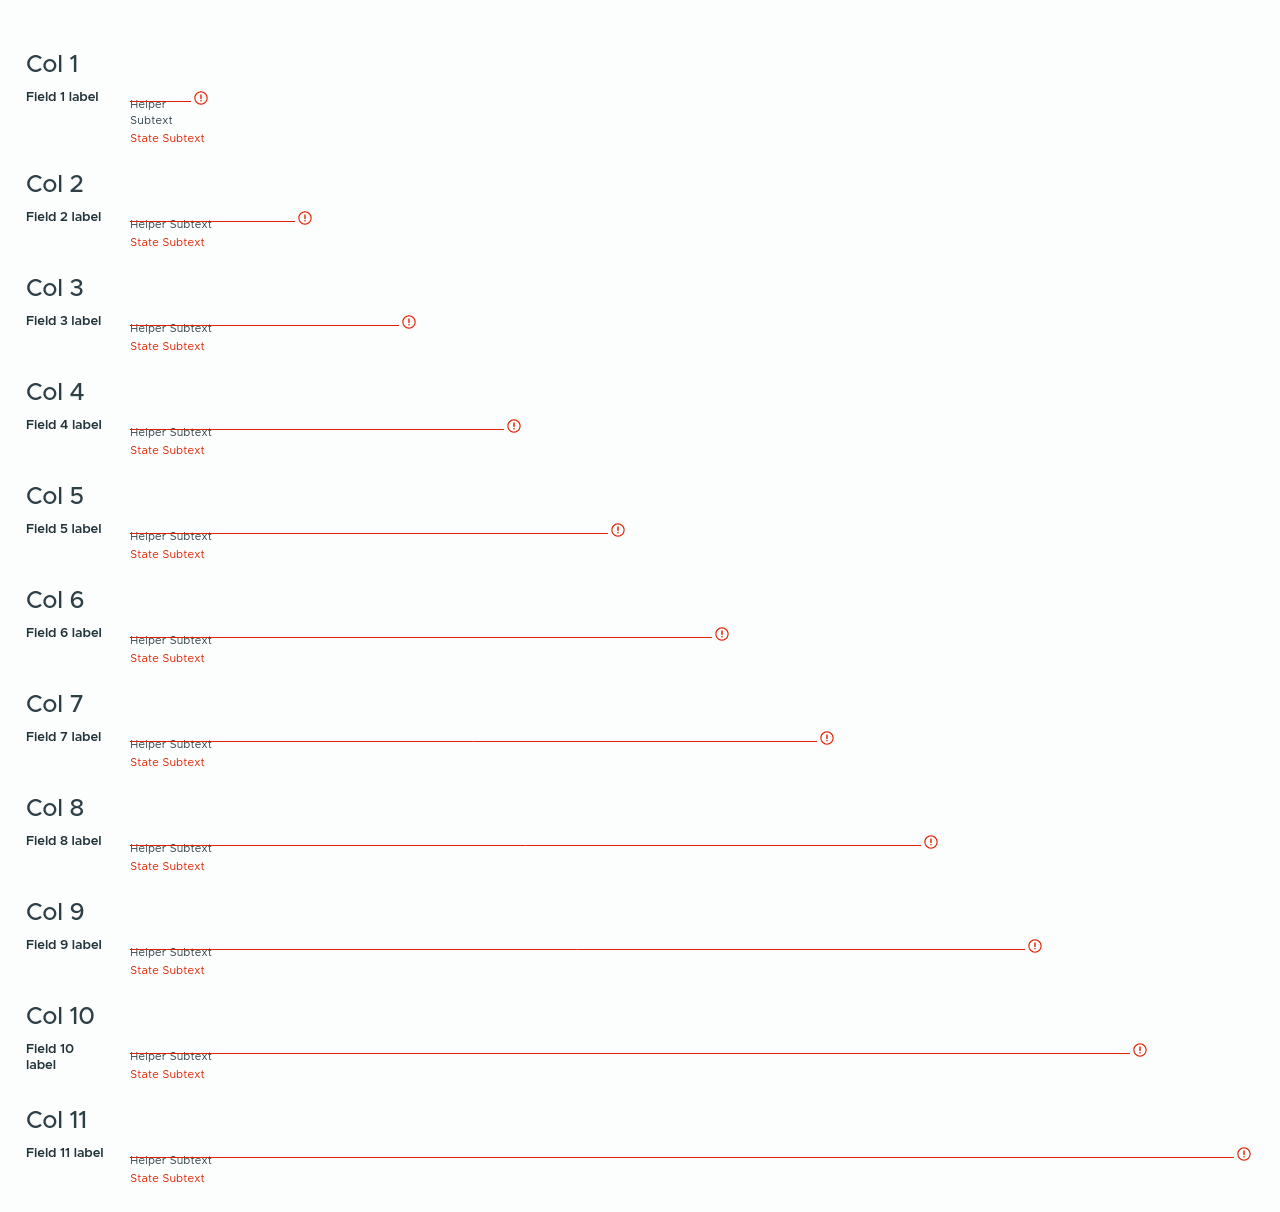 Col 1
Field 1 label
Helper
Subtext
State Subtext
Col 2
Field 2 label
Helper Subtext
State Subtext
Col 3
Field 3 label
Helper Subtext
State Subtext
Col 4
Field 4 label
Helper Subtext
State Subtext
Col 5
Field 5 label
Helper Subtext
State Subtext
Col 6
Field 6 label
Helper Subtext
State Subtext
Col 7
Field 7 label
Helper Subtext
State Subtext
Col 8
Field 8 label
Helper Subtext
State Subtext
Col 9
Field 9 label
Helper Subtext
State Subtext
Col 10
Field 10
label
Helper Subtext
State Subtext
Col 11
Field 11 label
Helper Subtext
State Subtext